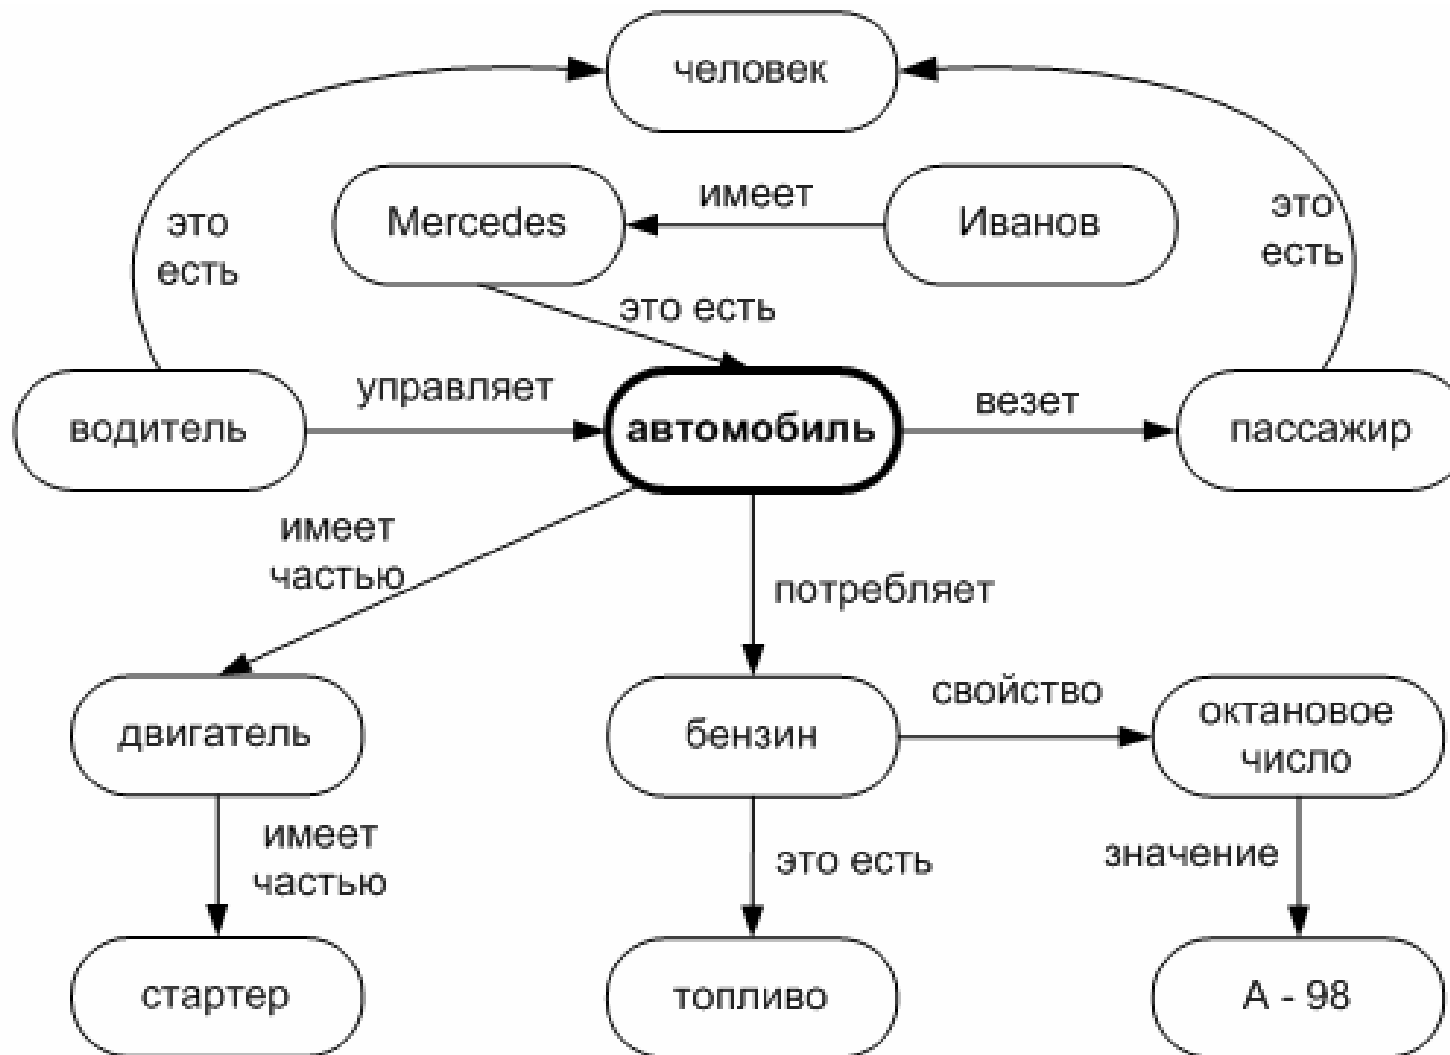 человек
имеет
Mercedes
Иванов
это
есть
это
есть
это есть
управляет
везет
водитель
автомобиль
пассажир
имеет
частью
потребляет
свойство
двигатель
бензин
октановое
число
имеет
частью
это есть
значение
стартер
топливо
А - 98